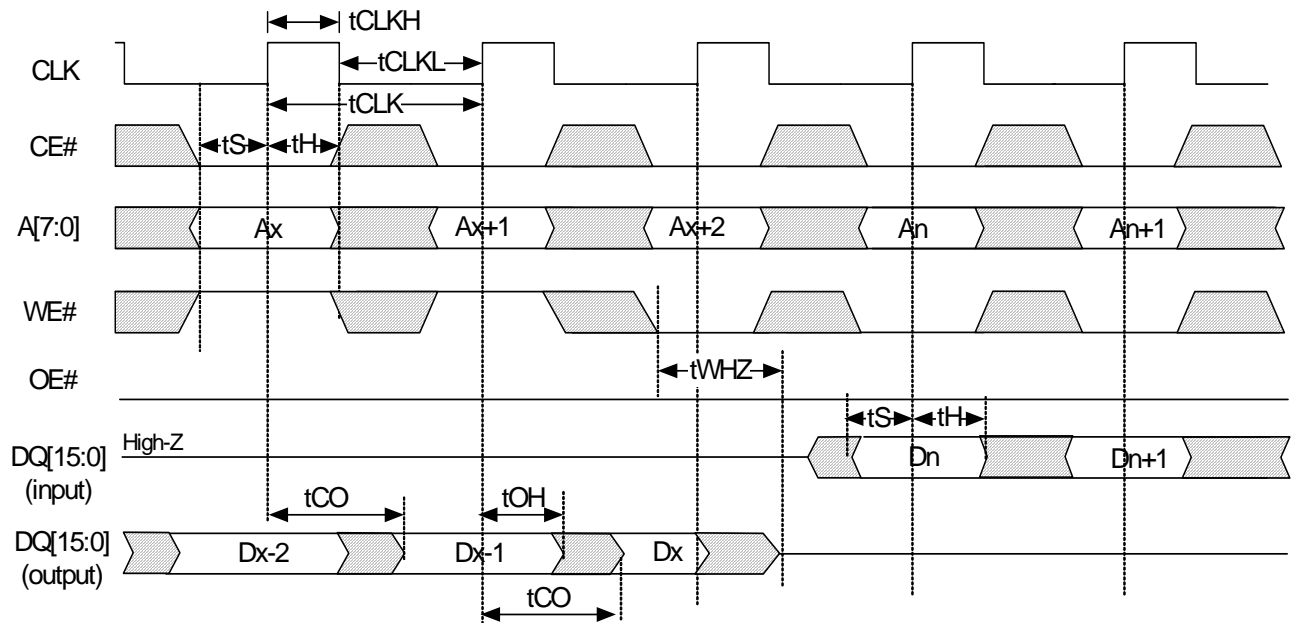 tCLKH
CLK
tCLKL
tCLK
CE#
tS
tH
A[7:0]
Ax
Ax+1
Ax+2
An
An+1
WE#
tWHZ
OE#
tS
tH
High-Z
DQ[15:0]
(input)
Dn
Dn+1
tCO
tOH
DQ[15:0]
(output)
Dx-2
Dx-1
Dx
tCO